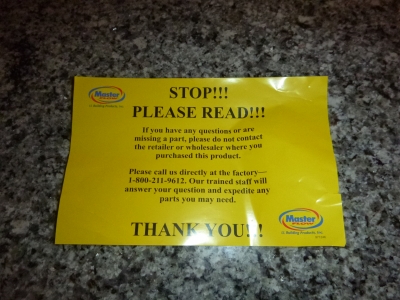 STOP!!!
Master
PLEASE READ!!!
If you have any questions or are
missing a part, please do not contact
the retailer or wholesaler where you
purchased this product.
Please call us directly at the factory—
1-800-211-9612. Our trained staff will
answer your question and expedite any
parts you may need.
Master
THANK YOU!!!